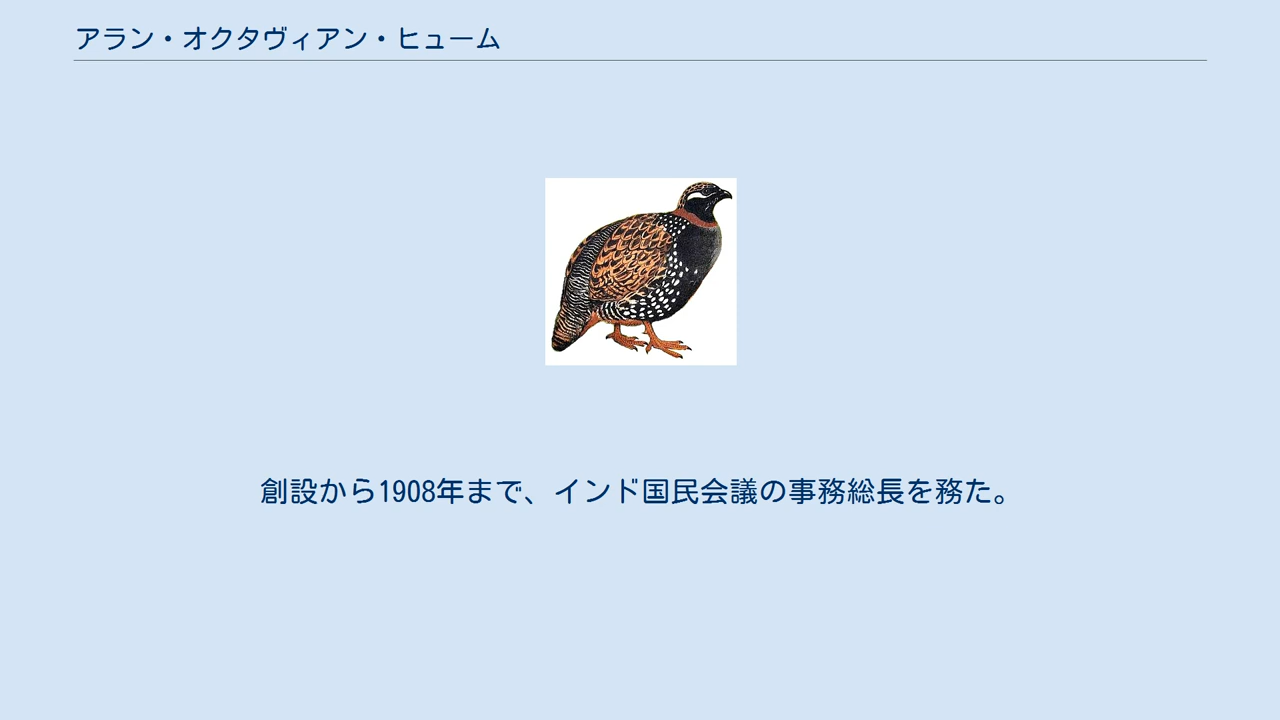 アラン・オクタヴィアン・ヒューム
創設から1908年まで、インド国民会議の事務総長を務た。